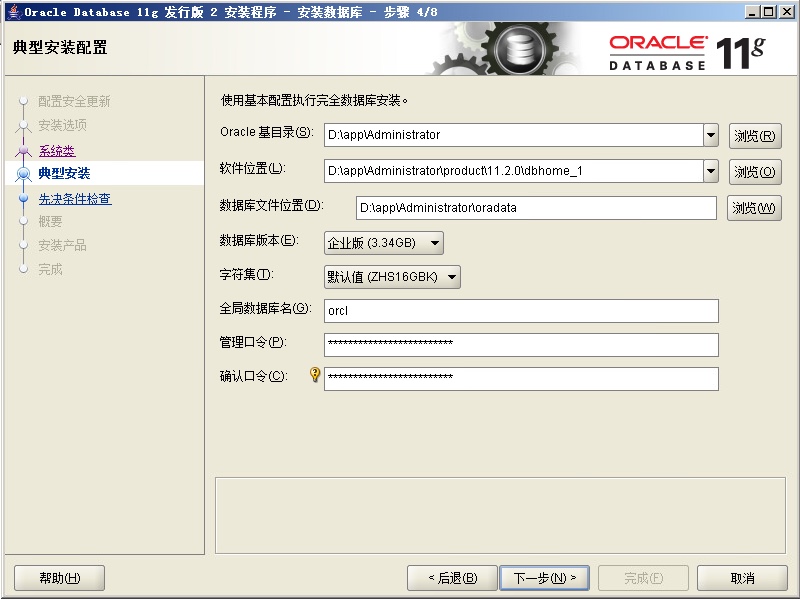 Oracle Database 11g 发行版 2 安装程序 - 安装数据库 - 步骤 4/8
典型安装配置
ORACLE
DATABASE
11g
配置安全更新
安装选项
系统类
典型安装
先决条件检查
概要
安装产品
完成
使用基本配置执行完全数据库安装。
Oracle 基目录(S): D:\app\Administrator 浏览(R)
软件位置(L): D:\app\Administrator\product\11.2.0\dbhome_1 浏览(O)
数据库文件位置(D): D:\app\Administrator\oradata 浏览(W)
数据库版本(E): 企业版 (3.34GB)
字符集(T): 默认值 (ZHS16GBK)
全局数据库名(G): orcl
管理口令(P): *************************
确认口令(C): *************************
帮助(H) < 后退(B) 下一步(N) > 完成(F) 取消